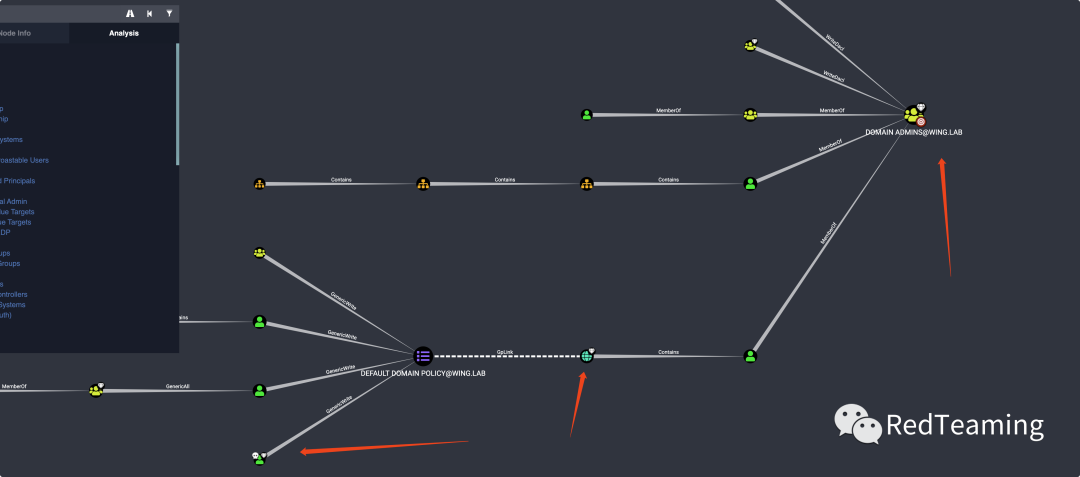 Node Info
Analysis
ystems
oastable Users
d Principals
al Admin
ue Targets
ue Targets
DP
ups
Groups
s
ontrollers
Systems
uth)
WriteDacl
WriteDacl
MemberOf
MemberOf
DOMAIN ADMINS@WING.LAB
MemberOf
Contains
Contains
Contains
MemberOf
GenericWrite
ains
GenericWrite
GpLink
Contains
DEFAULT DOMAIN POLICY@WING.LAB
GenericWrite
MemberOf
GenericAll
GenericWrite
RedTeaming